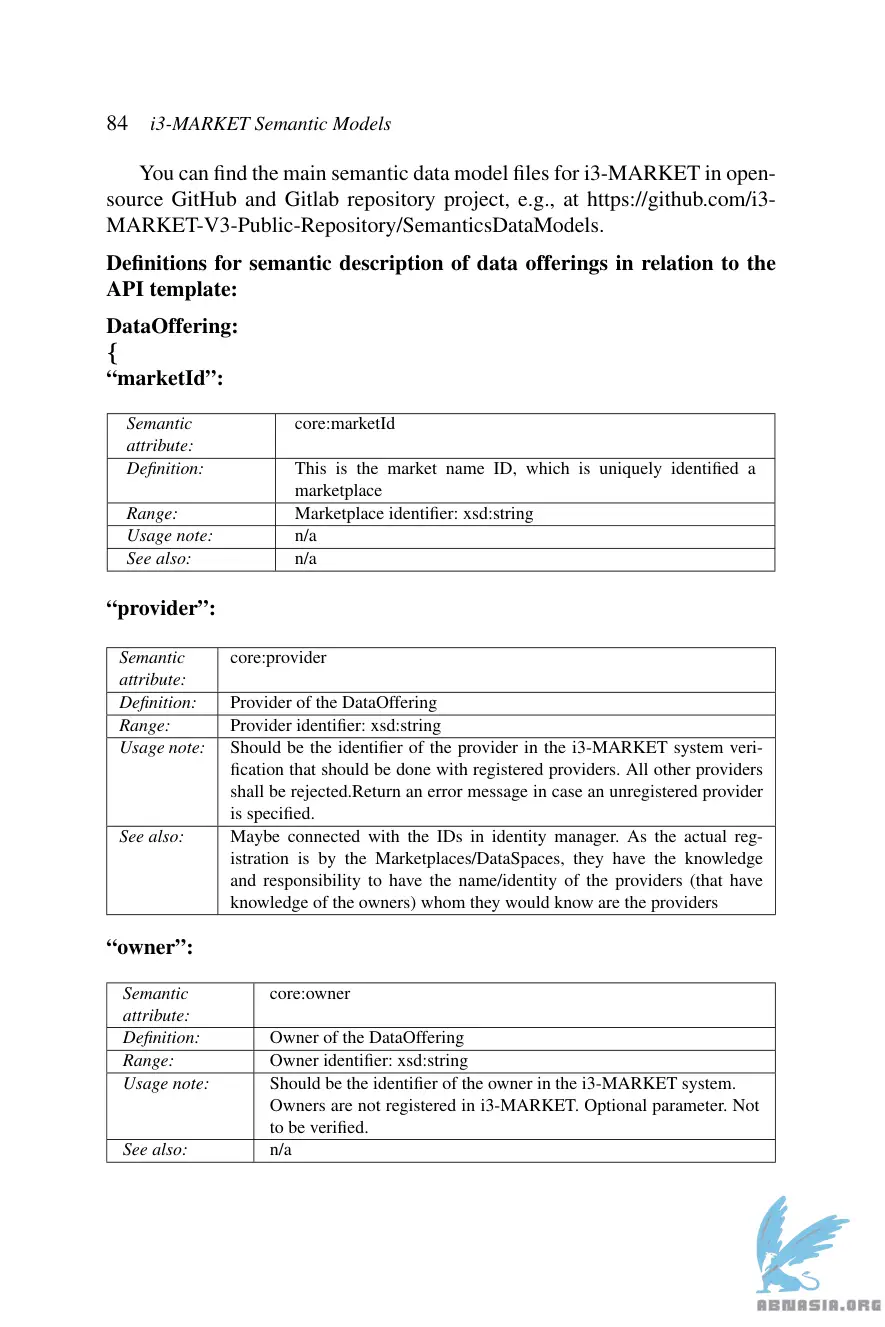 84 i3-MARKET Semantic Models
You can find the main semantic data model files for i3-MARKET in open-
source GitHub and Gitlab repository project, e.g., at https://github.com/i3-
MARKET-V3-Public-Repository/SemanticsDataModels.
Definitions for semantic description of data offerings in relation to the
API template:
DataOffering:
{
“marketId”:
Semantic core:marketId
attribute:
Definition: This is the market name ID, which is uniquely identified a
marketplace
Range: Marketplace identifier: xsd:string
Usage note: n/a
See also: n/a
“provider”:
Semantic core:provider
attribute:
Definition: Provider of the DataOffering
Range: Provider identifier: xsd:string
Usage note: Should be the identifier of the provider in the i3-MARKET system veri-
fication that should be done with registered providers. All other providers
shall be rejected.Return an error message in case an unregistered provider
is specified.
See also: Maybe connected with the IDs in identity manager. As the actual reg-
istration is by the Marketplaces/DataSpaces, they have the knowledge
and responsibility to have the name/identity of the providers (that have
knowledge of the owners) whom they would know are the providers
“owner”:
Semantic core:owner
attribute:
Definition: Owner of the DataOffering
Range: Owner identifier: xsd:string
Usage note: Should be the identifier of the owner in the i3-MARKET system.
Owners are not registered in i3-MARKET. Optional parameter. Not
to be verified.
See also: n/a
ABNASIA.ORG